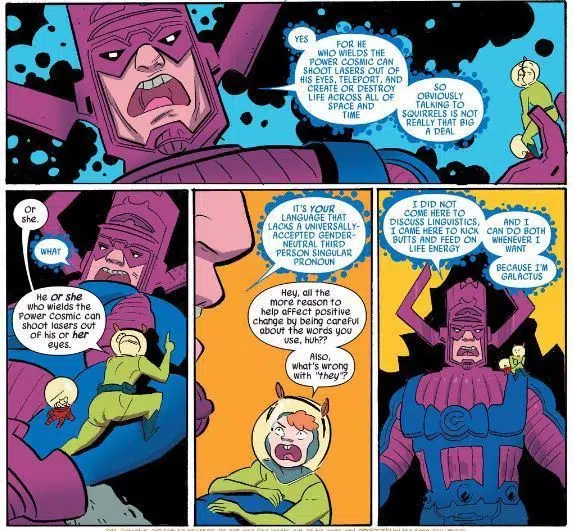 YES
FOR HE
WHO WIELDS THE
POWER COSMIC CAN
SHOOT LASERS OUT OF
HIS EYES, TELEPORT, AND
CREATE OR DESTROY
LIFE ACROSS ALL OF
SPACE AND
TIME
SO
OBVIOUSLY
TALKING TO
SQUIRRELS IS NOT
REALLY THAT BIG
A DEAL
Or
she.
WHAT
He or she
who wields the
Power Cosmic can
shoot lasers out
of his or her
eyes.
IT'S YOUR
LANGUAGE THAT
LACKS A UNIVERSALLY-
ACCEPTED GENDER-
NEUTRAL THIRD
PERSON SINGULAR
PRONOUN
Hey, all the
more reason to
help affect positive
change by being careful
about the words you
use, huh??
Also,
what's wrong
with "they"?
I DID NOT
COME HERE TO
DISCUSS LINGUISTICS,
I CAME HERE TO KICK
BUTTS AND FEED ON
LIFE ENERGY
AND I
CAN DO BOTH
WHENEVER I
WANT
BECAUSE I'M
GALACTUS
G